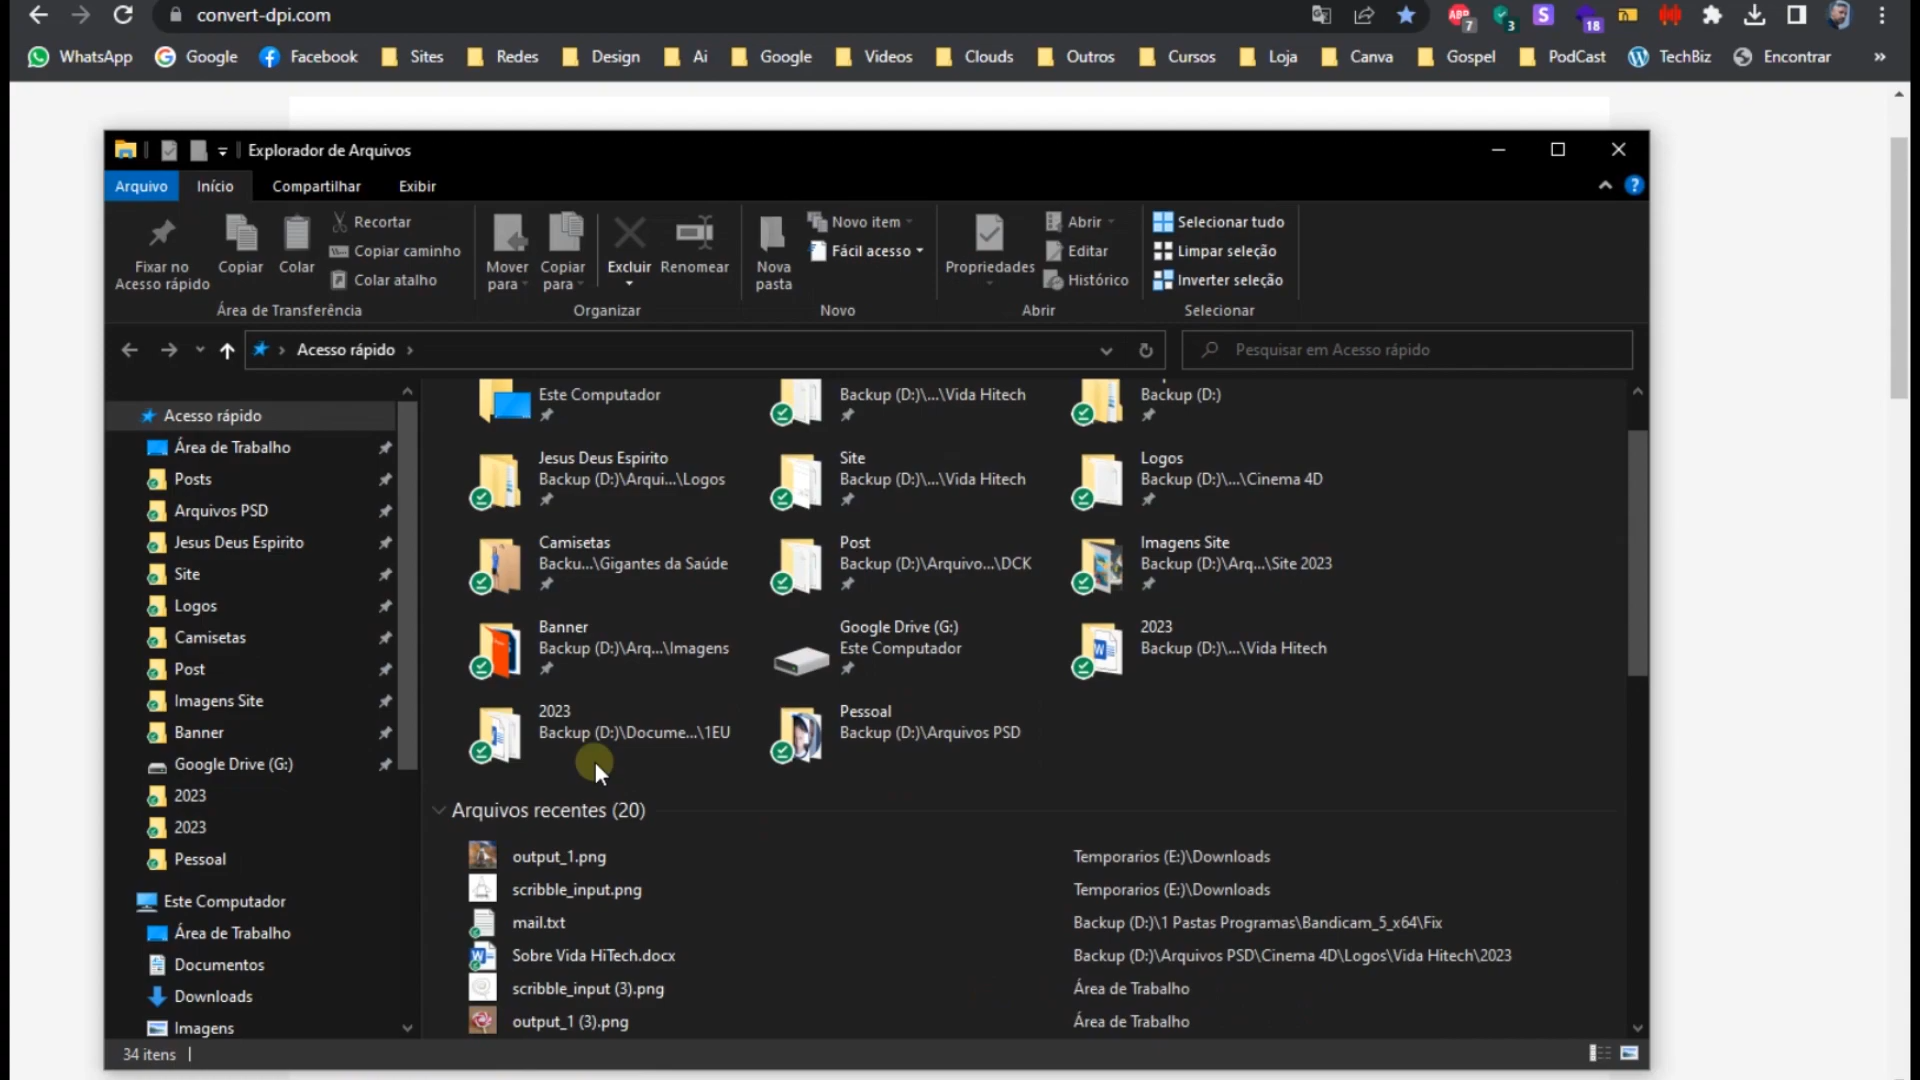 convert-dpi.com
7
3
S
18
WhatsApp
Google
Facebook
Sites
Redes
Design
Ai
Google
Videos
Clouds
Outros
Cursos
Loja
Canva
Gospel
PodCast
TechBiz
Encontrar
»
Explorador de Arquivos
Arquivo
Início
Compartilhar
Exibir
Fixar no
Acesso rápido
Copiar
Colar
Recortar
Copiar caminho
Colar atalho
Área de Transferência
Mover
para
Copiar
para
Excluir
Renomear
Organizar
Nova
pasta
Novo item
Fácil acesso
Novo
Propriedades
Abrir
Editar
Histórico
Abrir
Selecionar tudo
Limpar seleção
Inverter seleção
Selecionar
Acesso rápido
Pesquisar em Acesso rápido
Acesso rápido
Área de Trabalho
Posts
Arquivos PSD
Jesus Deus Espirito
Site
Logos
Camisetas
Post
Imagens Site
Banner
Google Drive (G:)
2023
2023
Pessoal
Este Computador
Área de Trabalho
Documentos
Downloads
Imagens
Este Computador
Backup (D:)\...\Vida Hitech
Backup (D:)
Jesus Deus Espirito
Backup (D:)\Arqui...\Logos
Site
Backup (D:)\...\Vida Hitech
Logos
Backup (D:)\...\Cinema 4D
Camisetas
Backu...\Gigantes da Saúde
Post
Backup (D:)\Arquivo...\DCK
Imagens Site
Backup (D:)\Arq...\Site 2023
Banner
Backup (D:)\Arq...\Imagens
Google Drive (G:)
Este Computador
2023
Backup (D:)\...\Vida Hitech
2023
Backup (D:)\Docume...\1EU
Pessoal
Backup (D:)\Arquivos PSD
Arquivos recentes (20)
output_1.png
Temporarios (E:)\Downloads
scribble_input.png
Temporarios (E:)\Downloads
mail.txt
Backup (D:)\1 Pastas Programas\Bandicam_5_x64\Fix
Sobre Vida HiTech.docx
Backup (D:)\Arquivos PSD\Cinema 4D\Logos\Vida Hitech\2023
scribble_input (3).png
Área de Trabalho
output_1 (3).png
Área de Trabalho
34 itens